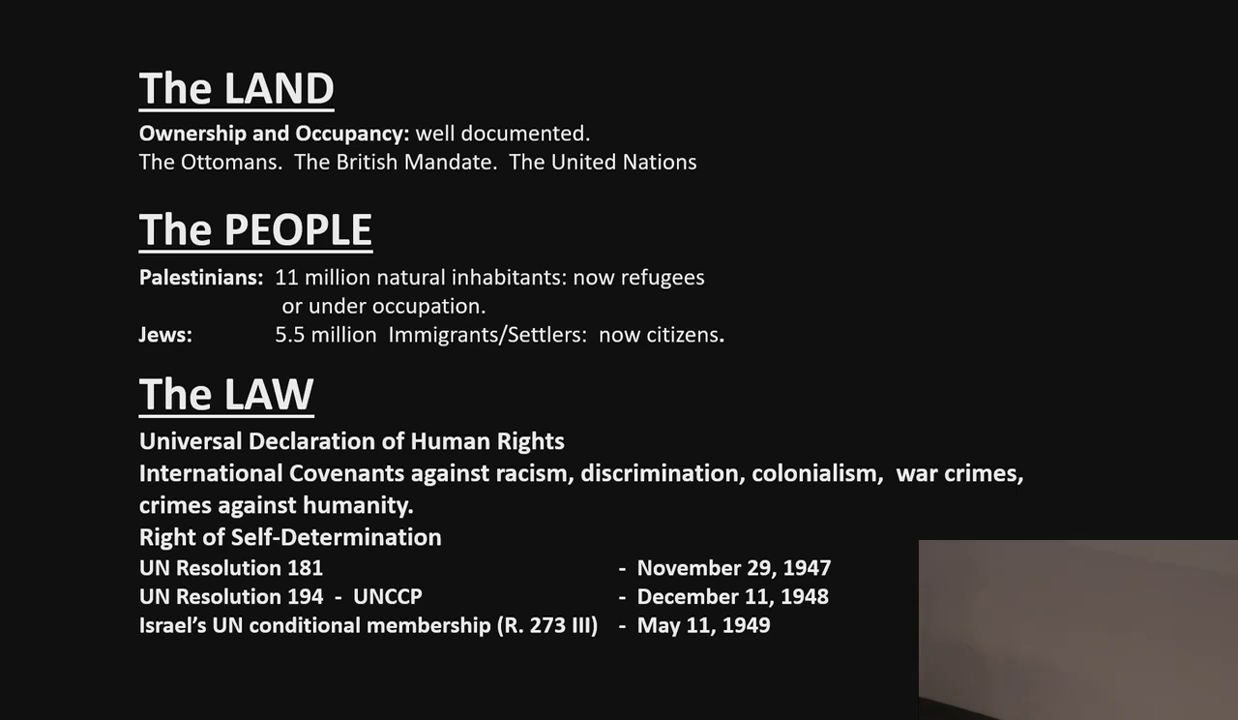 The LAND
Ownership and Occupancy: well documented.
The Ottomans.  The British Mandate.  The United Nations
The PEOPLE
Palestinians:  11 million natural inhabitants: now refugees
or under occupation.
Jews:  5.5 million  Immigrants/Settlers:  now citizens.
The LAW
Universal Declaration of Human Rights
International Covenants against racism, discrimination, colonialism,  war crimes,
crimes against humanity.
Right of Self-Determination
UN Resolution 181  -  November 29, 1947
UN Resolution 194  -  UNCCP  -  December 11, 1948
Israel’s UN conditional membership (R. 273 III)  -  May 11, 1949